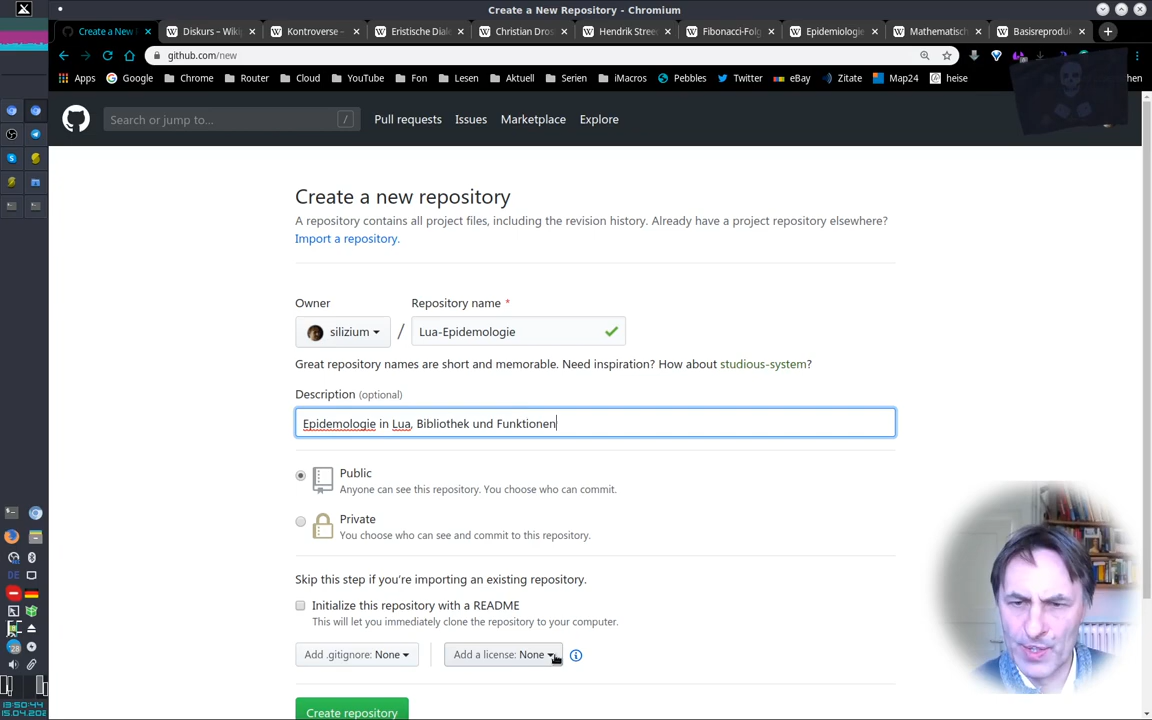 Create a New Repository - Chromium
Create a New
Diskurs – Wiki
Kontroverse –
Eristische Diale
Christian Dros
Hendrik Stree
Fibonacci-Folg
Epidemiologie
Mathematisch
Basisreproduk
github.com/new
Apps
Google
Chrome
Router
Cloud
YouTube
Fon
Lesen
Aktuell
Serien
iMacros
Pebbles
Twitter
eBay
Zitate
Map24
heise
hen
Search or jump to...
/
Pull requests
Issues
Marketplace
Explore
Create a new repository
A repository contains all project files, including the revision history. Already have a project repository elsewhere?
Import a repository.
Owner
Repository name *
silizium
/
Lua-Epidemologie
Great repository names are short and memorable. Need inspiration? How about studious-system?
Description (optional)
Epidemologie in Lua, Bibliothek und Funktionen
Public
Anyone can see this repository. You choose who can commit.
Private
You choose who can see and commit to this repository.
Skip this step if you’re importing an existing repository.
Initialize this repository with a README
This will let you immediately clone the repository to your computer.
Add .gitignore: None
Add a license: None
Create repository
DE
13:50:44